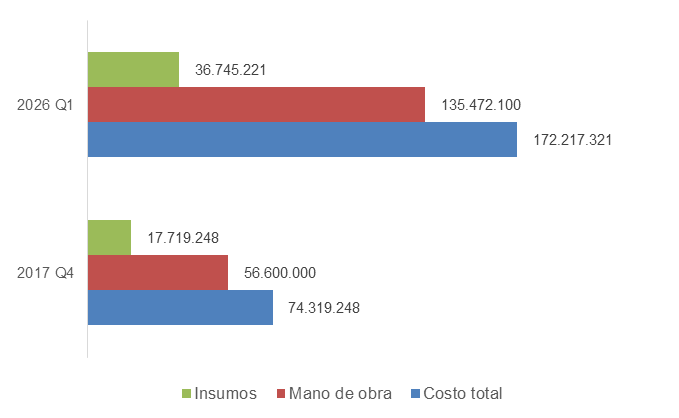 36.745.221
2026 Q1
135.472.100
172.217.321
17.719.248
2017 Q4
56.600.000
74.319.248
Insumos
Mano de obra
Costo total